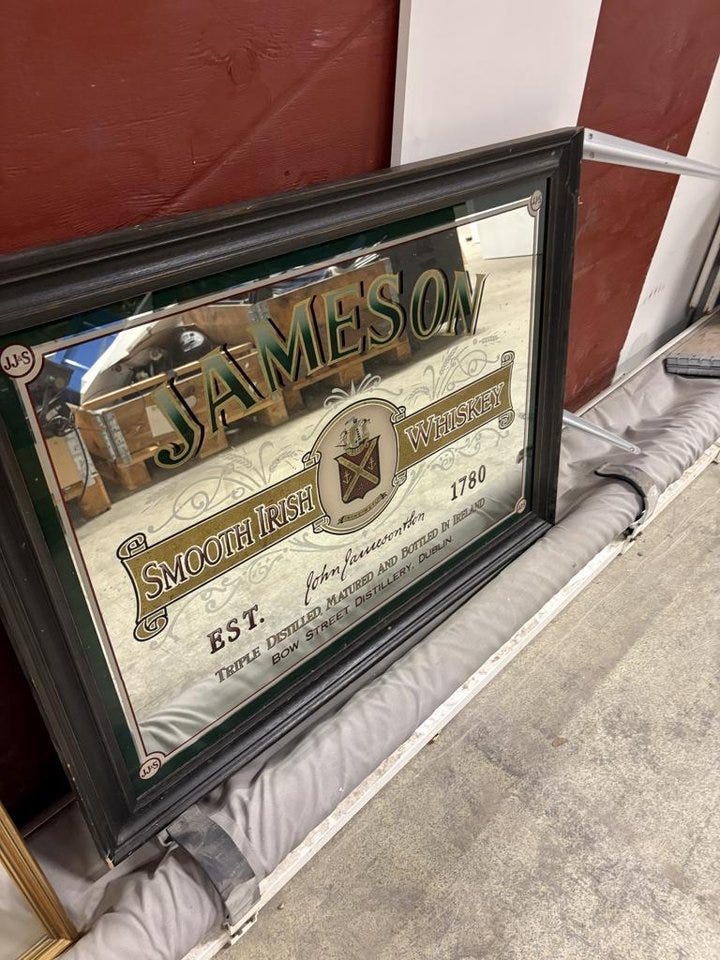 JJ&S
JJ&S
JAMESON
SMOOTH IRISH WHISKEY
EST. 1780
John Jameson & Son
TRIPLE DISTILLED, MATURED AND BOTTLED IN IRELAND
BOW STREET DISTILLERY, DUBLIN
JJ&S